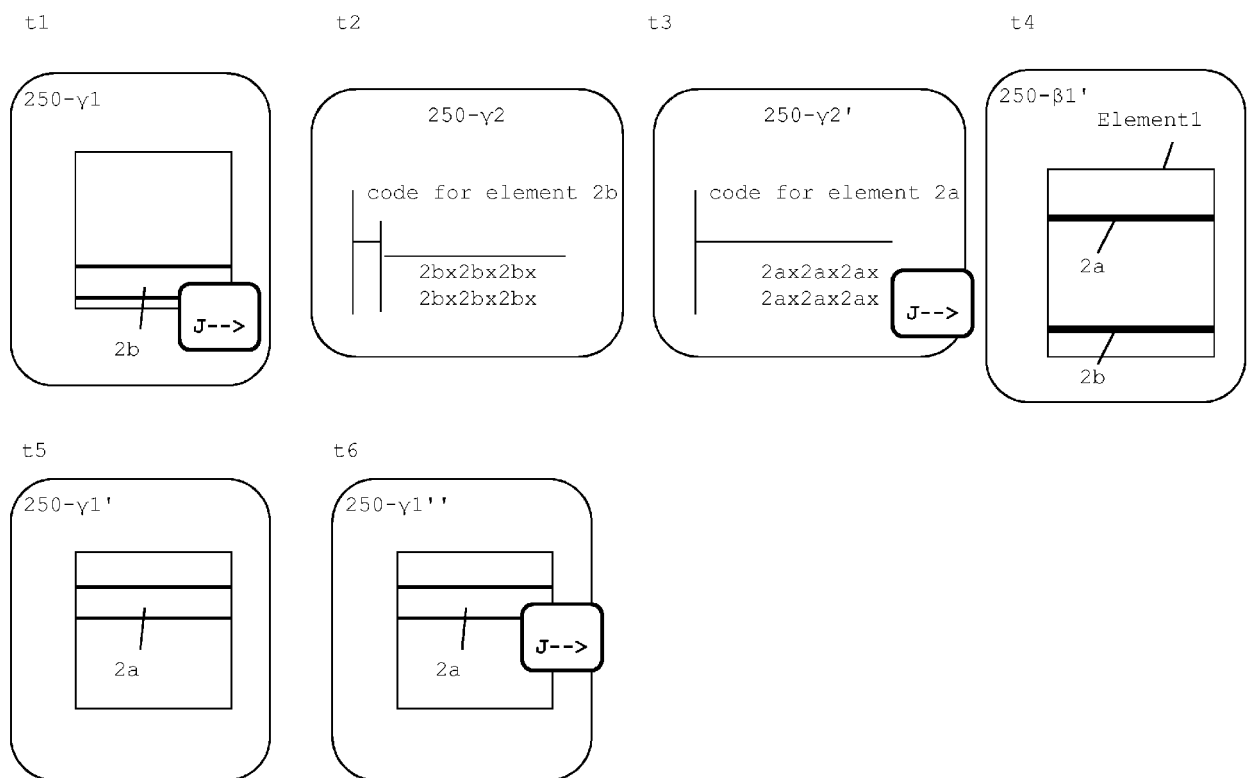 t1
t2
t3
t4
250-γ1
2b
J-->
250-γ2
code for element 2b
2bx2bx2bx
2bx2bx2bx
250-γ2'
code for element 2a
2ax2ax2ax
2ax2ax2ax
J-->
250-β1'
Element1
2a
2b
t5
t6
250-γ1'
2a
250-γ1''
2a
J-->